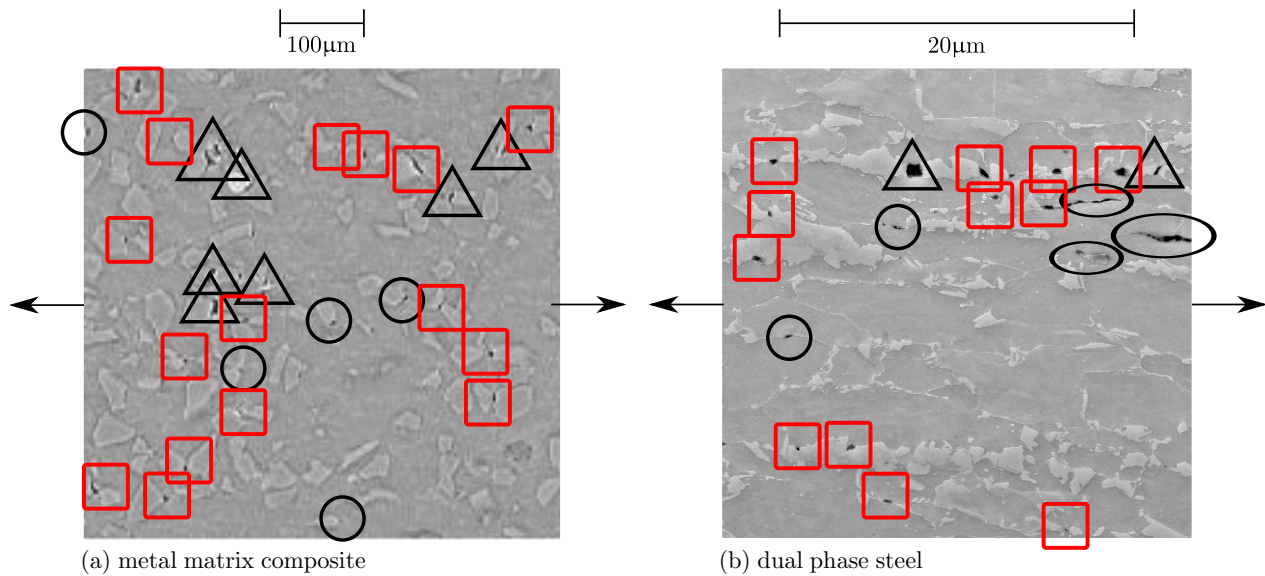 100μm
20μm
(a) metal matrix composite
(b) dual phase steel